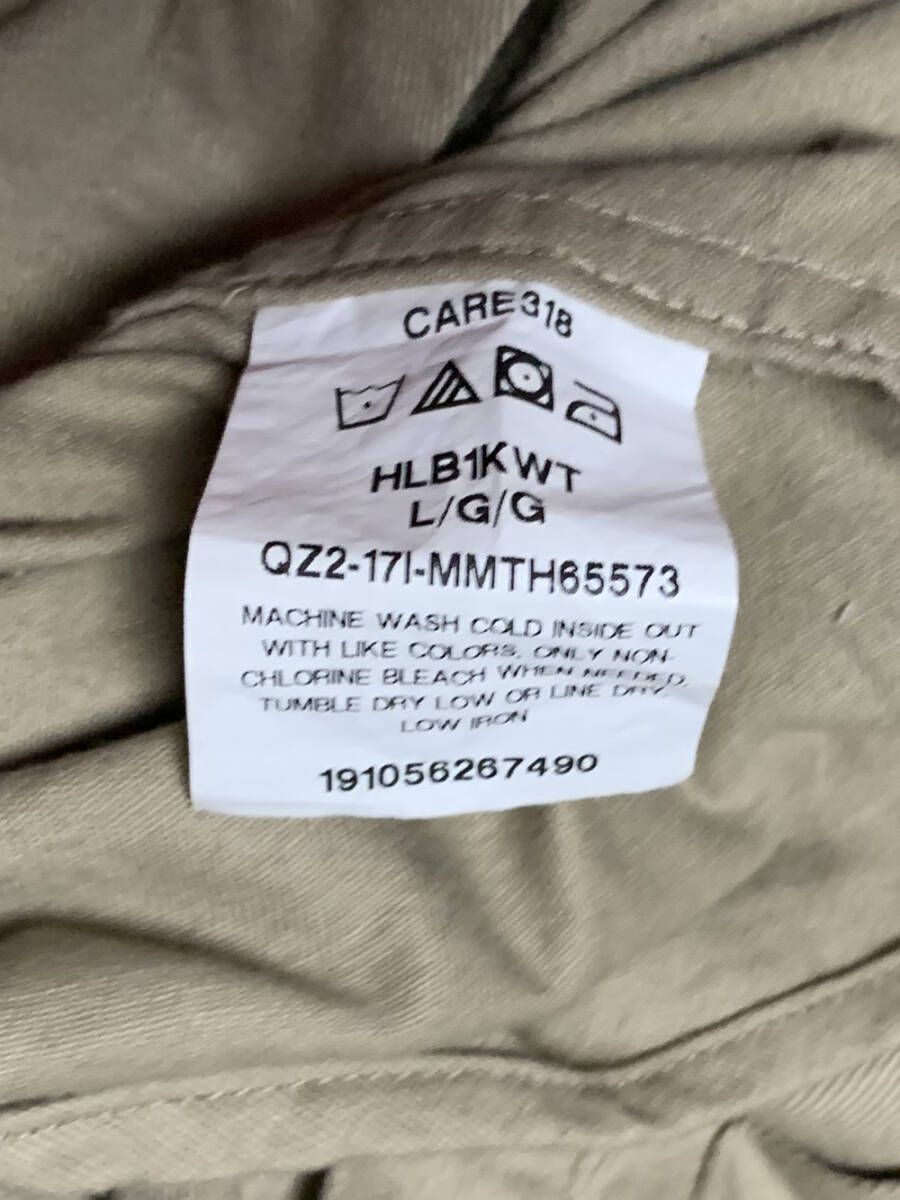 CARE318
HLB1KWT
L/G/G
QZ2-17I-MMTH65573
MACHINE WASH COLD INSIDE OUT
WITH LIKE COLORS, ONLY NON-
CHLORINE BLEACH WHEN NEEDED,
TUMBLE DRY LOW OR LINE DRY,
LOW IRON
191056267490